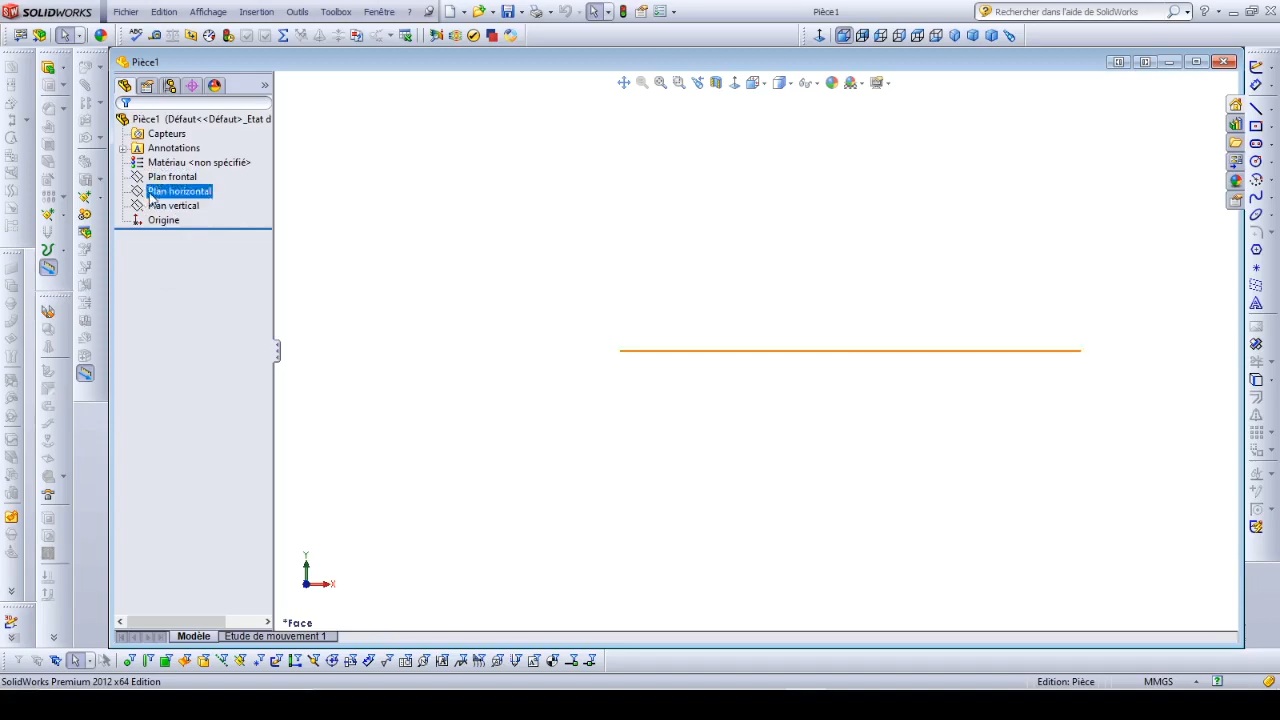 SOLIDWORKS Fichier Edition Affichage Insertion Outils Toolbox Fenêtre ? Pièce1 Rechercher dans l'aide de SolidWorks
Pièce1
Pièce1 (Défaut<<Défaut>_Etat d
Capteurs
Annotations
Matériau <non spécifié>
Plan frontal
Plan horizontal
Plan vertical
Origine
Y
X
*Face
Modèle Etude de mouvement 1
SolidWorks Premium 2012 x64 Edition Edition: Pièce MMGS